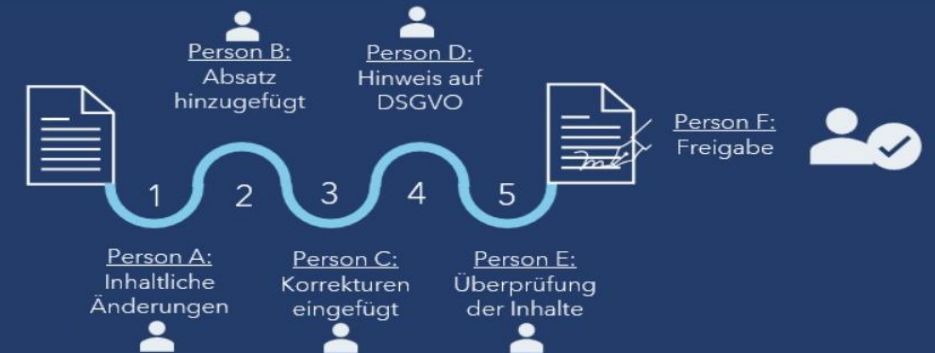 Person B:
Absatz
hinzugefügt
Person D:
Hinweis auf
DSGVO
Person F:
Freigabe
1
2
3
4
5
Person A:
Inhaltliche
Änderungen
Person C:
Korrekturen
eingefügt
Person E:
Überprüfung
der Inhalte